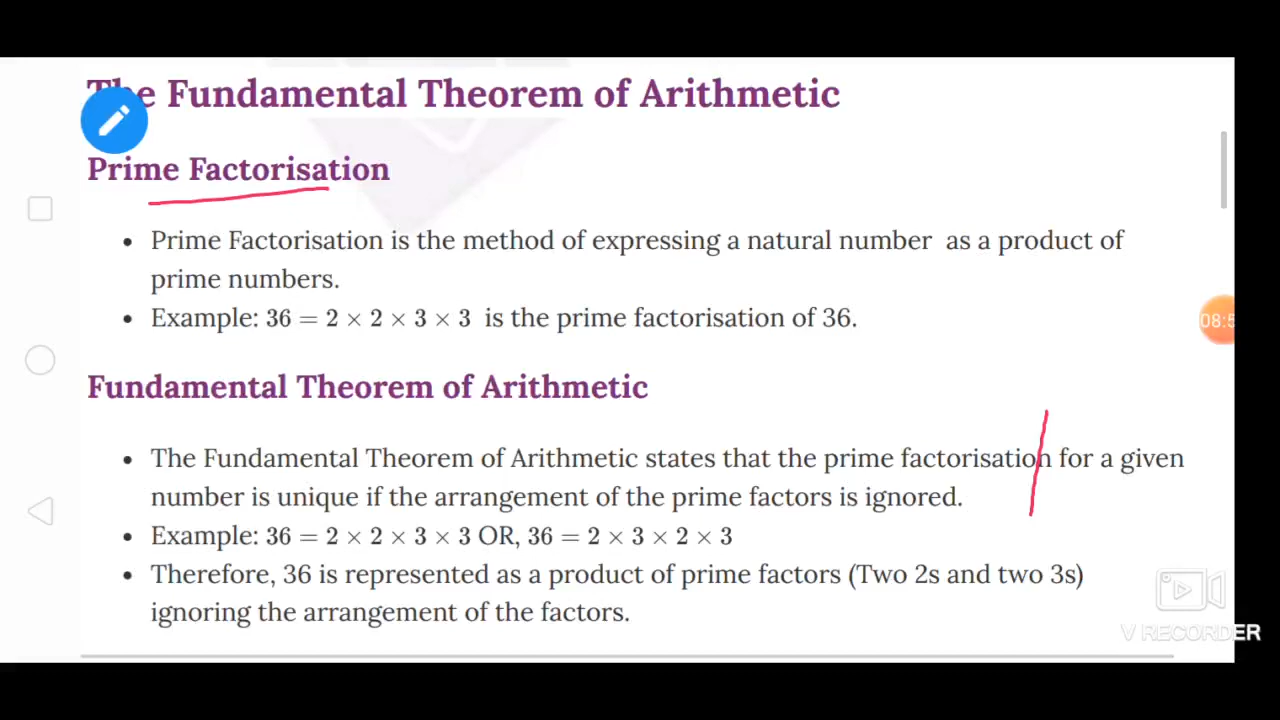 The Fundamental Theorem of Arithmetic
Prime Factorisation
• Prime Factorisation is the method of expressing a natural number as a product of
prime numbers.
• Example: 36 = 2 × 2 × 3 × 3 is the prime factorisation of 36.
08:5
Fundamental Theorem of Arithmetic
• The Fundamental Theorem of Arithmetic states that the prime factorisation for a given
number is unique if the arrangement of the prime factors is ignored.
• Example: 36 = 2 × 2 × 3 × 3 OR, 36 = 2 × 3 × 2 × 3
• Therefore, 36 is represented as a product of prime factors (Two 2s and two 3s)
ignoring the arrangement of the factors.
V RECORDER